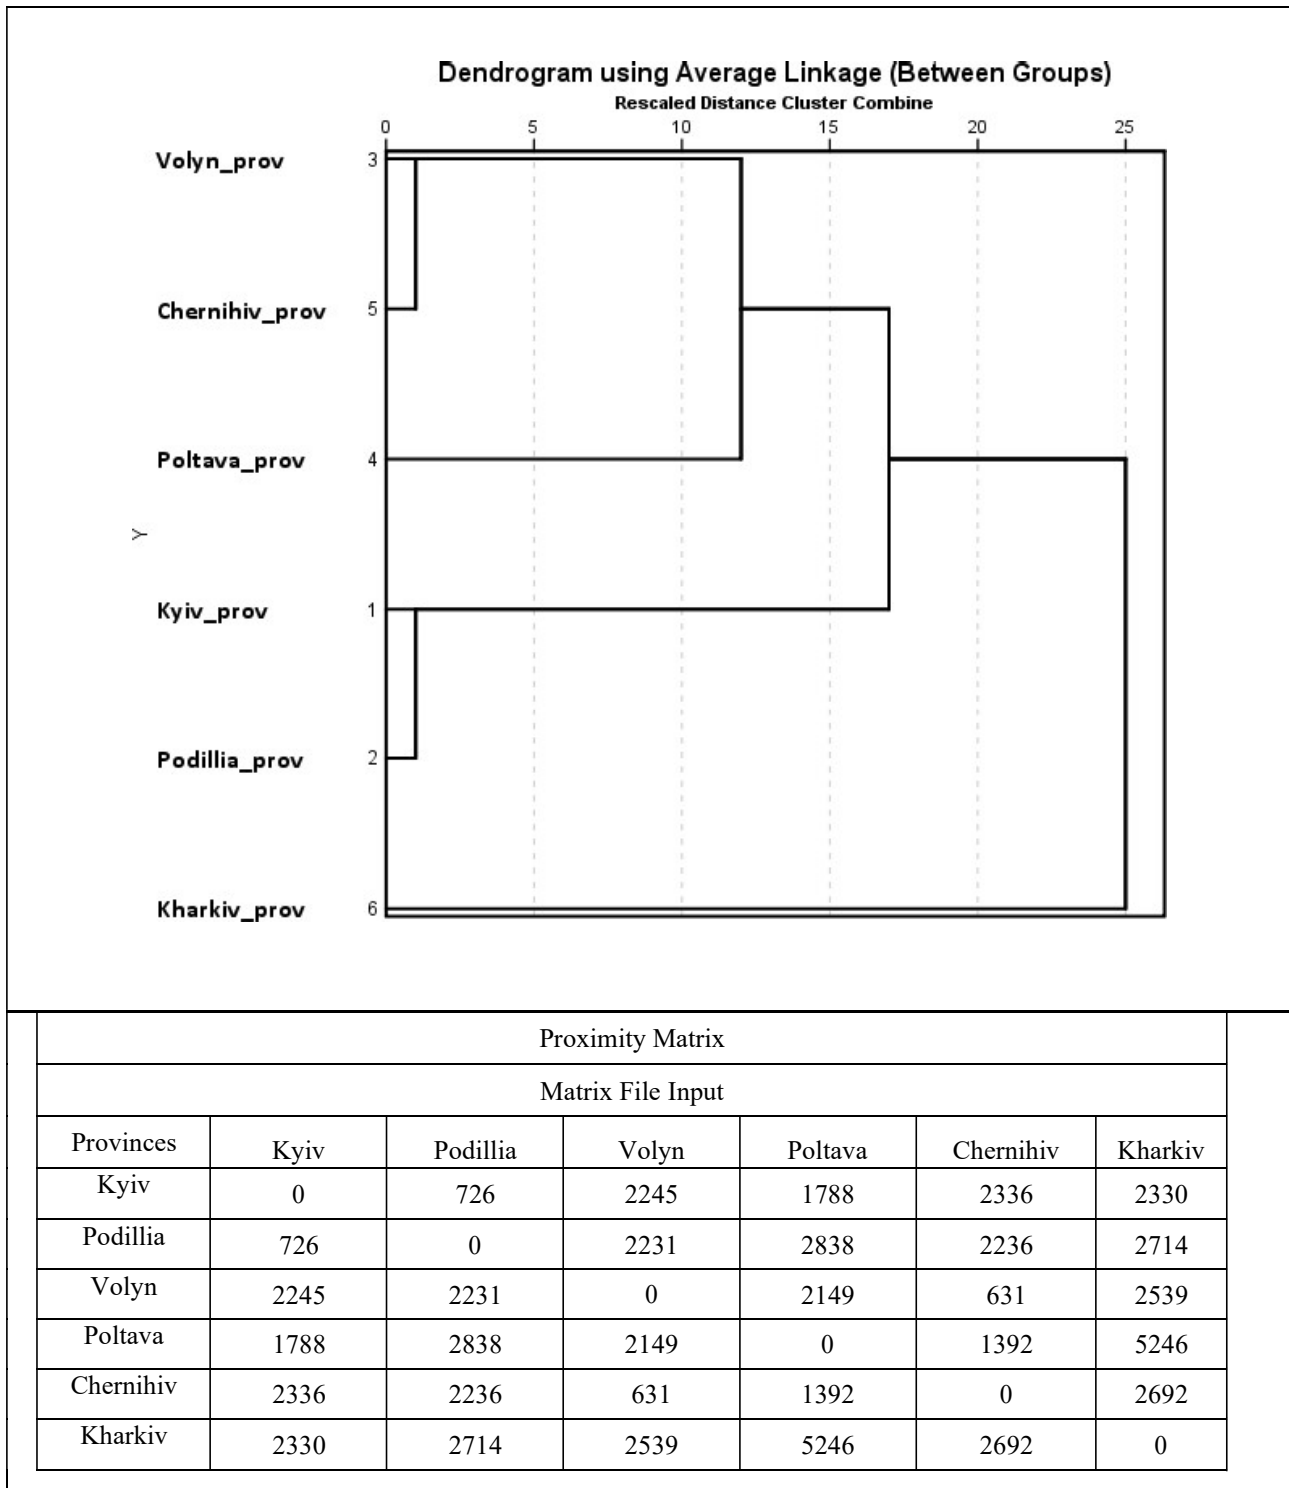 Dendrogram using Average Linkage (Between Groups)
Rescaled Distance Cluster Combine
0 5 10 15 20 25
Volyn_prov 3
Chernihiv_prov 5
Poltava_prov 4
Y
Kyiv_prov 1
Podillia_prov 2
Kharkiv_prov 6
Proximity Matrix
Matrix File Input
Provinces Kyiv Podillia Volyn Poltava Chernihiv Kharkiv
Kyiv 0 726 2245 1788 2336 2330
Podillia 726 0 2231 2838 2236 2714
Volyn 2245 2231 0 2149 631 2539
Poltava 1788 2838 2149 0 1392 5246
Chernihiv 2336 2236 631 1392 0 2692
Kharkiv 2330 2714 2539 5246 2692 0